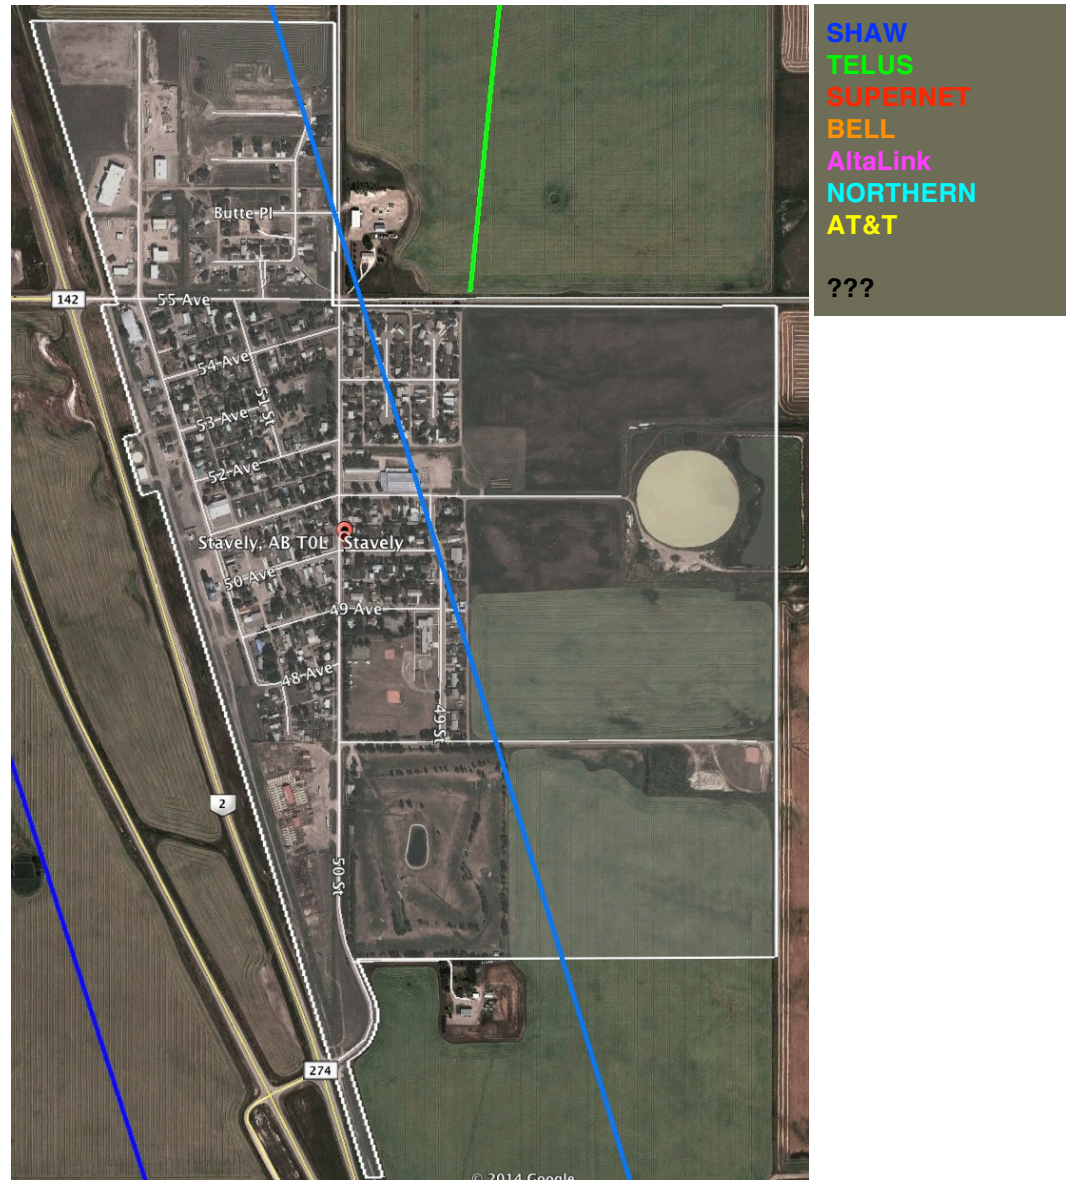 SHAW
TELUS
SUPERNET
BELL
AltaLink
NORTHERN
AT&T
???
Butte Pl
142
55 Ave
54 Ave
51 St
53 Ave
52 Ave
Stavely, AB T0L
Stavely
50 Ave
49 Ave
48 Ave
49 St
2
50 St
274
© 2014 Google